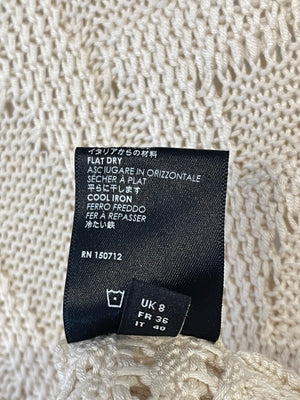 イタリアからの材料
FLAT DRY
ASCIUGARE IN ORIZZONTALE
SÉCHER À PLAT
平らに干します
COOL IRON
FERRO FREDDO
FER À REPASSER
冷たい鉄
RN 150712
UK 8
FR 36
IT 40